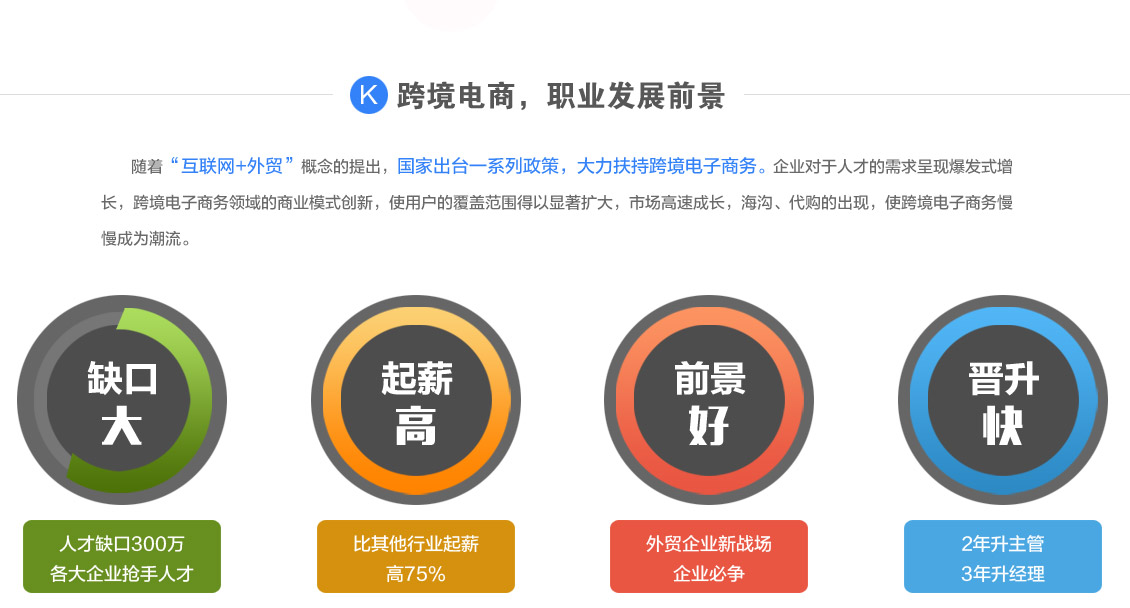 K 跨境电商，职业发展前景
随着“互联网+外贸”概念的提出，国家出台一系列政策，大力扶持跨境电子商务。企业对于人才的需求呈现爆发式增
长，跨境电子商务领域的商业模式创新，使用户的覆盖范围得以显著扩大，市场高速成长，海沟、代购的出现，使跨境电子商务慢
慢成为潮流。
缺口
大
人才缺口300万
各大企业抢手人才
起薪
高
比其他行业起薪
高75%
前景
好
外贸企业新战场
企业必争
晋升
快
2年升主管
3年升经理